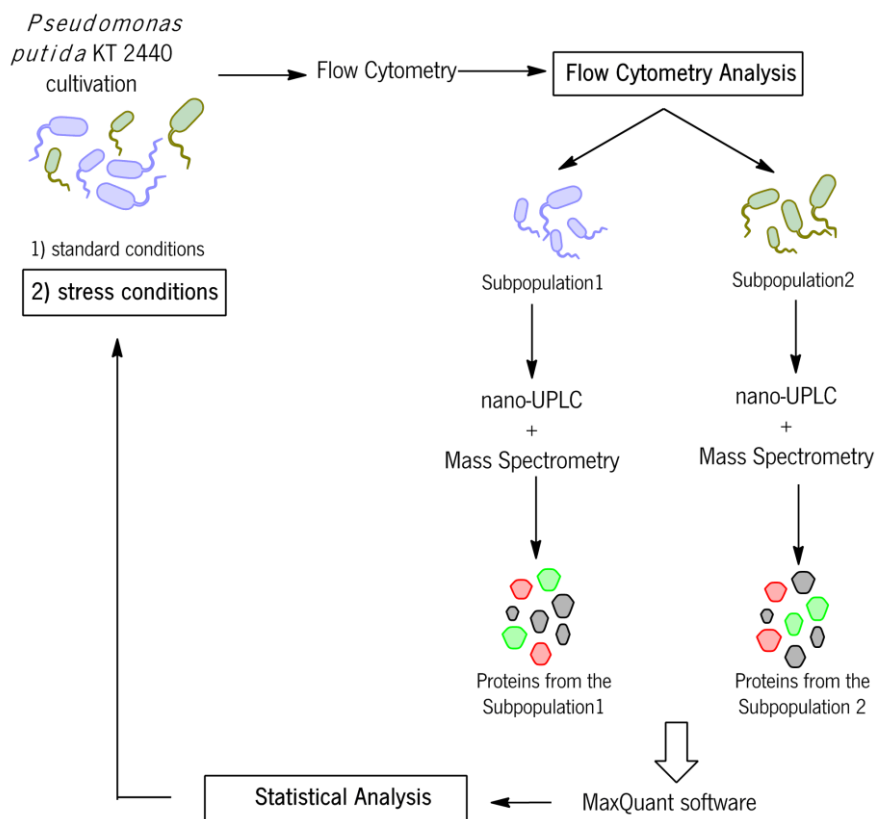 Pseudomonas
putida KT 2440
cultivation
Flow Cytometry
Flow Cytometry Analysis
1) standard conditions
2) stress conditions
Subpopulation1
Subpopulation2
nano-UPLC
+
Mass Spectrometry
nano-UPLC
+
Mass Spectrometry
Proteins from the
Subpopulation1
Proteins from the
Subpopulation 2
Statistical Analysis
MaxQuant software